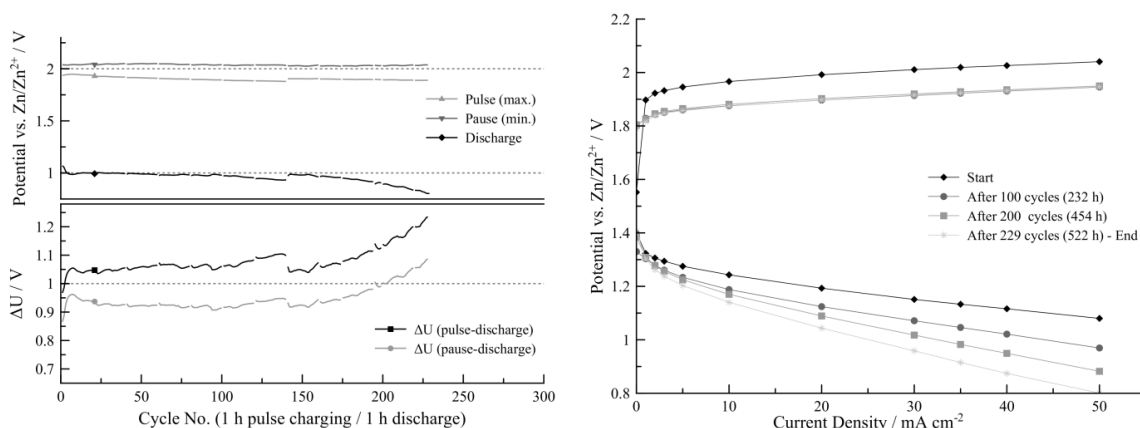 Potential vs. Zn/Zn²⁺ / V
2
1
Pulse (max.)
Pause (min.)
Discharge
ΔU / V
1.2
1.1
1
0.9
0.8
0.7
ΔU (pulse-discharge)
ΔU (pause-discharge)
0 50 100 150 200 250 300
Cycle No. (1 h pulse charging / 1 h discharge)
Potential vs. Zn/Zn²⁺ / V
2.2
2
1.8
1.6
1.4
1.2
1
0.8
Start
After 100 cycles (232 h)
After 200 cycles (454 h)
After 229 cycles (522 h) - End
0 10 20 30 40 50
Current Density / mA cm⁻²